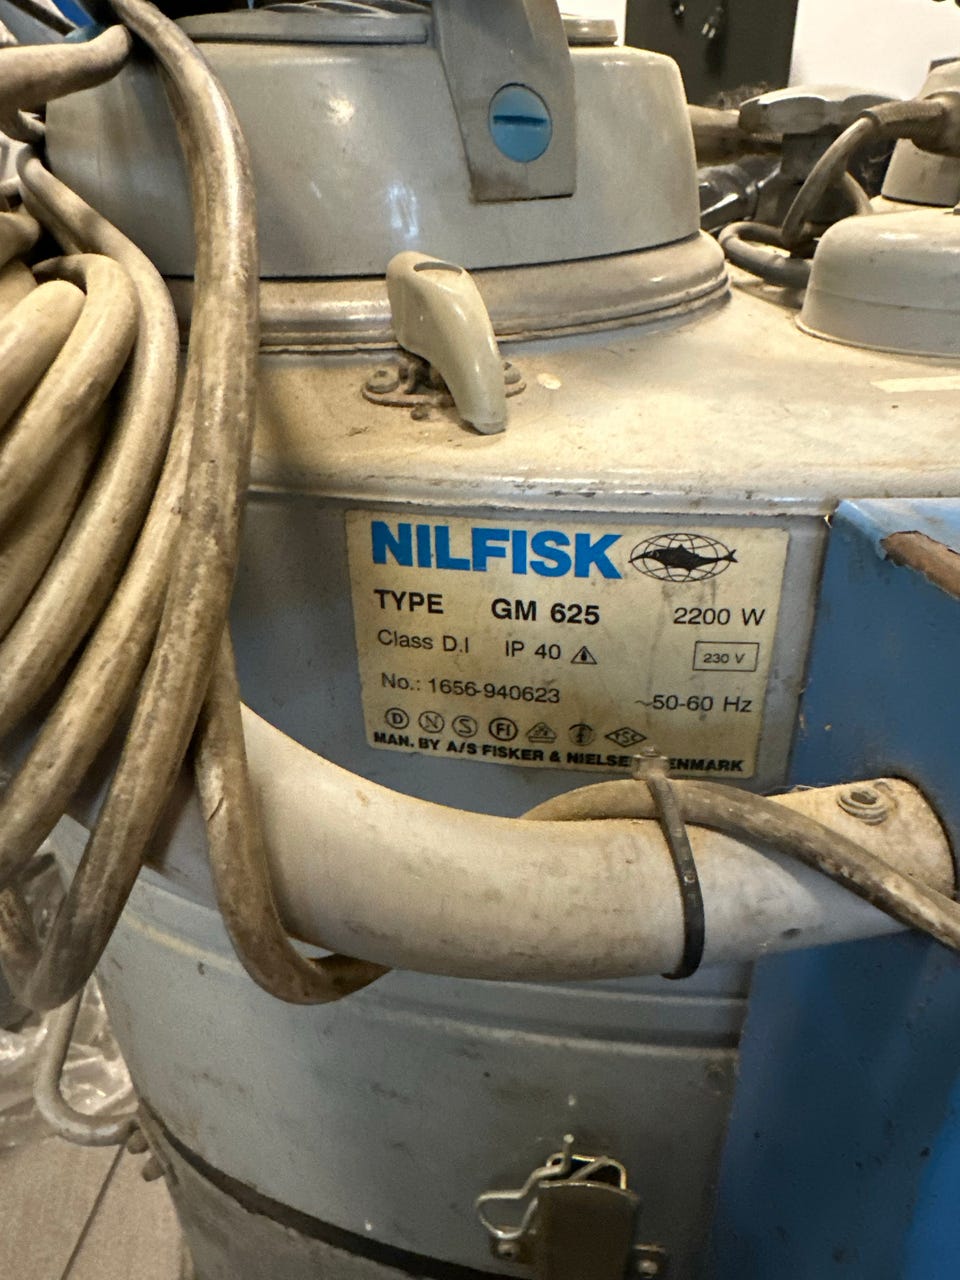 NILFISK
TYPE GM 625 2200 W
Class D.I IP 40 230 V
No.: 1656-940623 ~50-60 Hz
D N S FI
MAN. BY A/S FISKER & NIELSE ENMARK